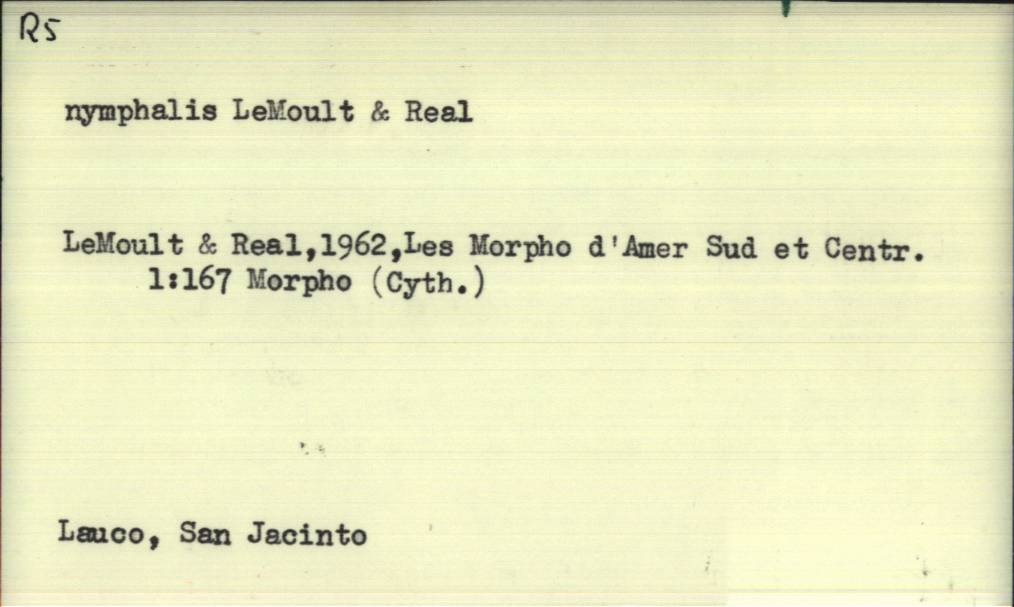 R5
nymphalis LeMoult & Real
LeMoult & Real,1962,Les Morpho d'Amer Sud et Centr.
1:167 Morpho (Cyth.)
Lauco, San Jacinto